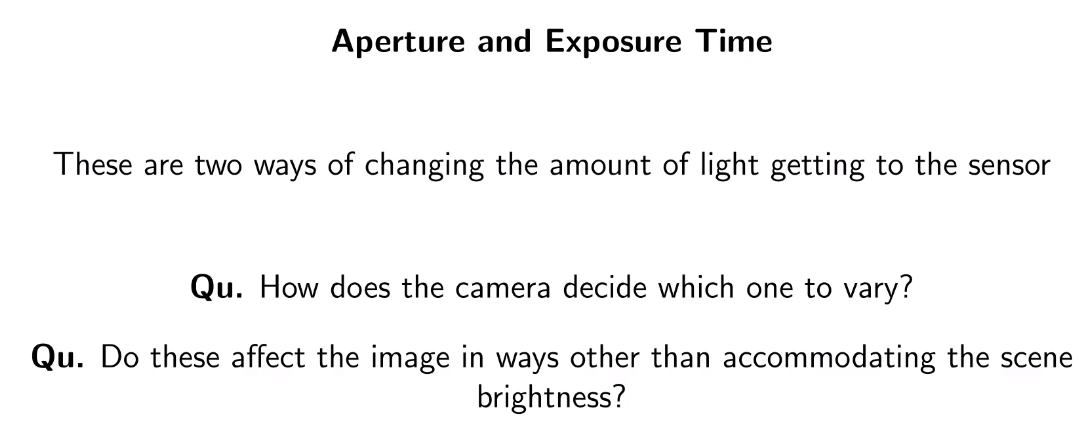 Aperture and Exposure Time
These are two ways of changing the amount of light getting to the sensor
Qu. How does the camera decide which one to vary?
Qu. Do these affect the image in ways other than accommodating the scene
brightness?